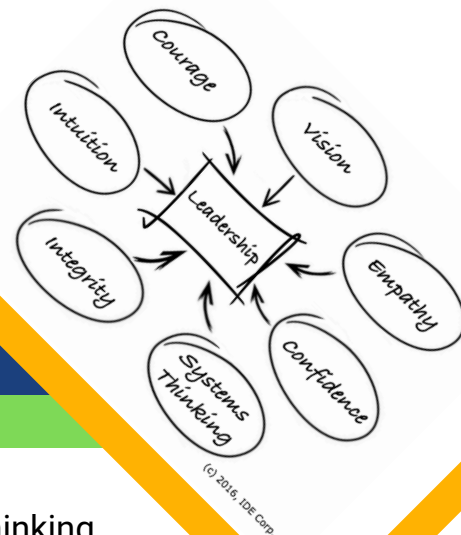 Courage
Vision
Intuition
Leadership
Integrity
Empathy
Systems
Thinking
Confidence
(c) 2016, IDE Corp.